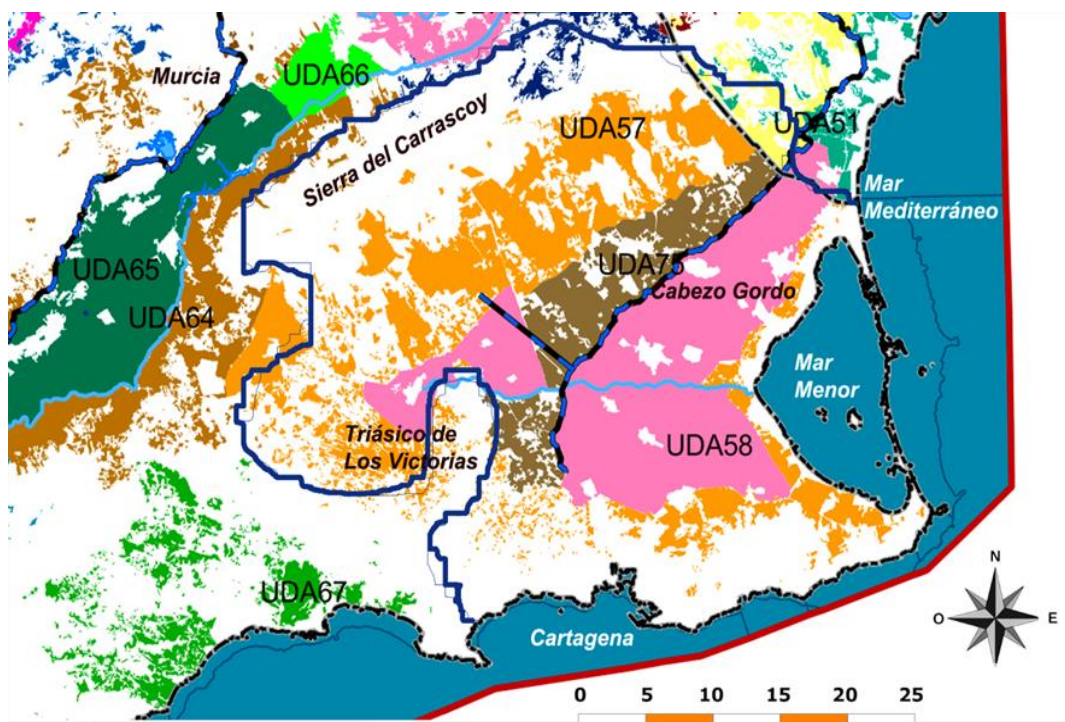 Murcia
UDA66
Sierra del Carrascoy
UDA57
UDA51
Mar
Mediterráneo
UDA65
UDA64
UDA75
Cabezo Gordo
Mar
Menor
Triásico de
Los Victorias
UDA58
UDA67
Cartagena
N
O
E
S
0 5 10 15 20 25